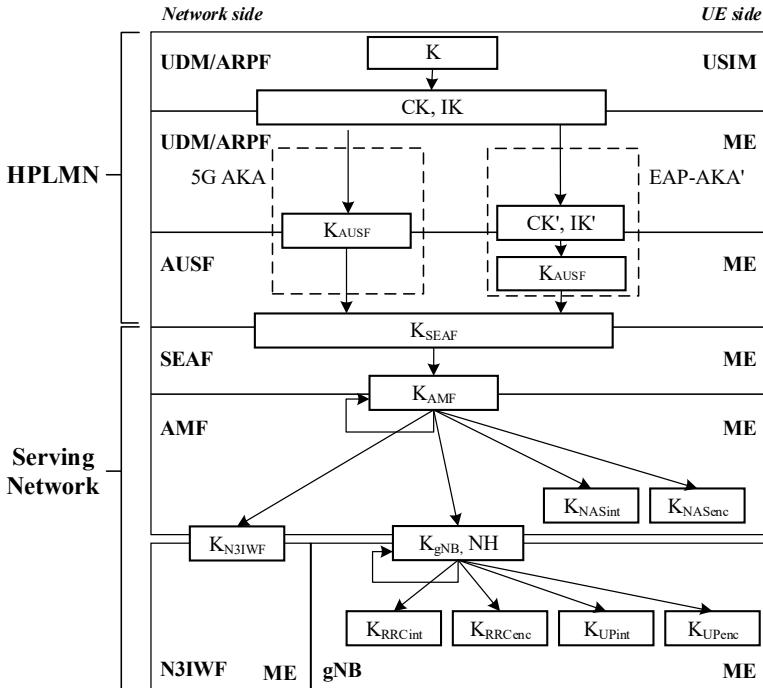 Network side UE side
K
UDM/ARPF USIM
CK, IK
UDM/ARPF ME
HPLMN
5G AKA EAP-AKA'
KAUSF CK', IK'
AUSF KAUSF ME
KSEAF
SEAF ME
KAMF
AMF ME
Serving
Network
KNASint KNASenc
KN3IWF KgNB, NH
KRRCint KRRCenc KUPint KUPenc
N3IWF ME gNB ME